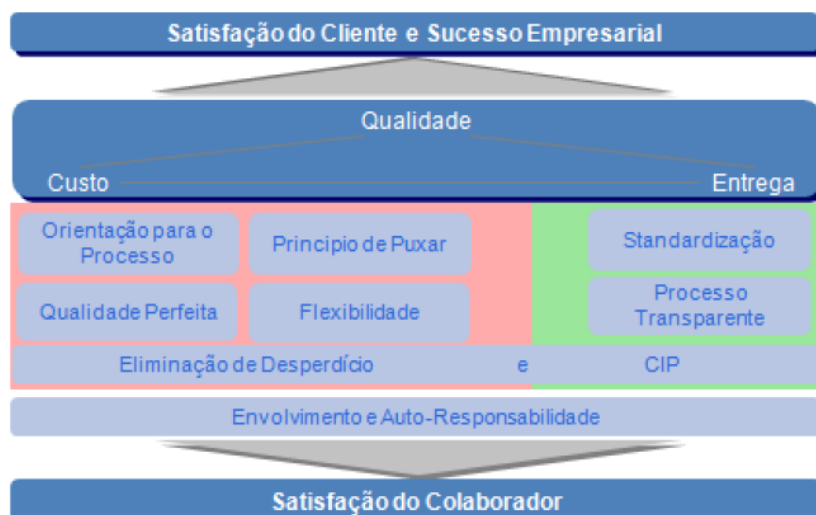 Satisfação do Cliente e Sucesso Empresarial
Qualidade
Custo
Entrega
Orientação para o
Processo
Principio de Puxar
Standardização
Qualidade Perfeita
Flexibilidade
Processo
Transparente
Eliminação de Desperdício e CIP
Envolvimento e Auto-Responsabilidade
Satisfação do Colaborador